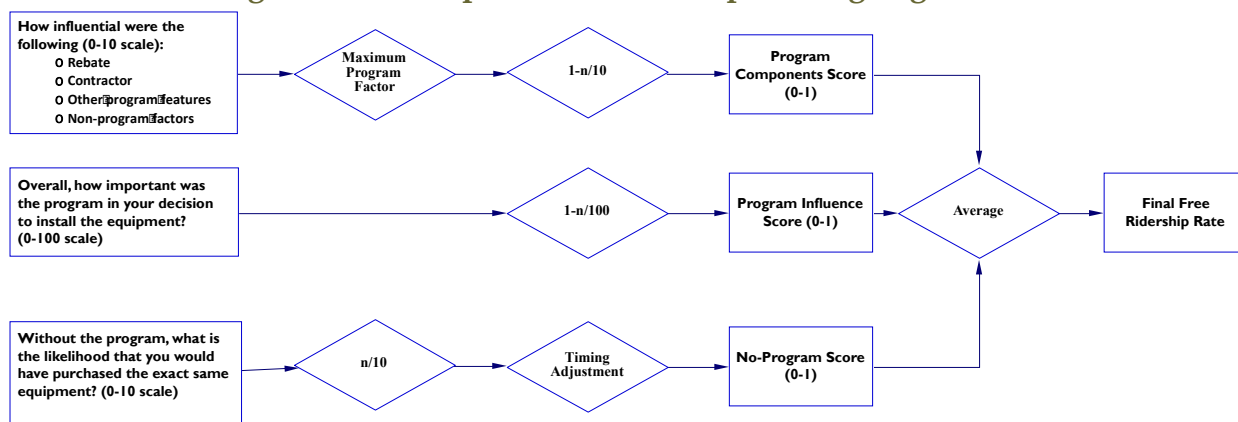 How influential were the
following (0-10 scale):
o Rebate
o Contractor
o Other program features
o Non-program factors
Maximum
Program
Factor
1-n/10
Program
Components Score
(0-1)
Overall, how important was
the program in your decision
to install the equipment?
(0-100 scale)
1-n/100
Program Influence
Score (0-1)
Average
Final Free
Ridership Rate
Without the program, what is
the likelihood that you would
have purchased the exact same
equipment? (0-10 scale)
n/10
Timing
Adjustment
No-Program Score
(0-1)